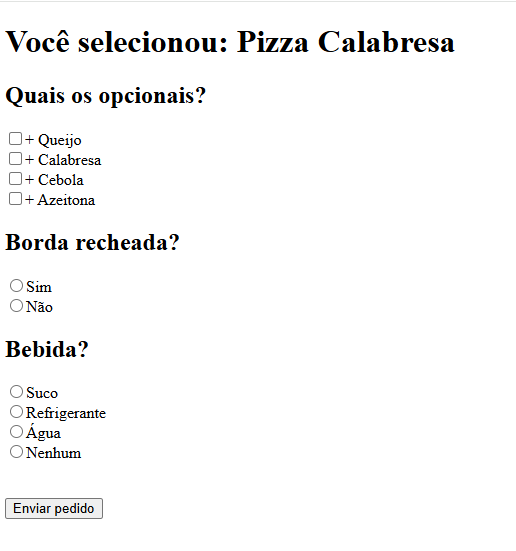 Você selecionou: Pizza Calabresa
Quais os opcionais?
+ Queijo
+ Calabresa
+ Cebola
+ Azeitona
Borda recheada?
Sim
Não
Bebida?
Suco
Refrigerante
Água
Nenhum
Enviar pedido